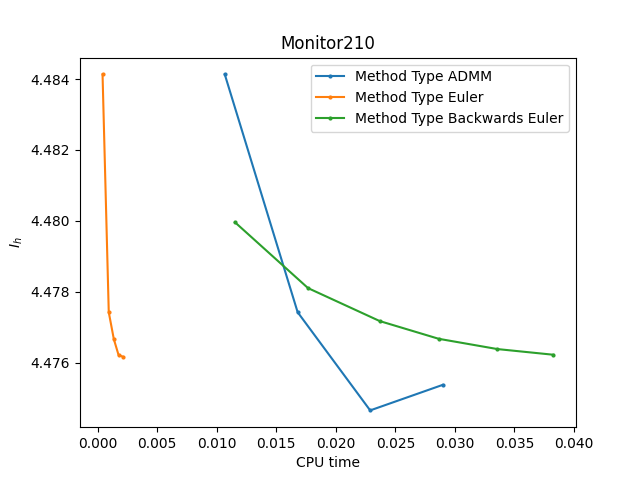 Monitor210
Method Type ADMM
Method Type Euler
Method Type Backwards Euler
4.484
4.482
4.480
4.478
4.476
I_h
0.000 0.005 0.010 0.015 0.020 0.025 0.030 0.035 0.040
CPU time